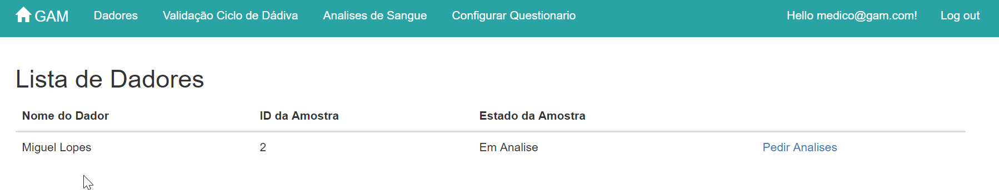 GAM Dadores Validação Ciclo de Dádiva Analises de Sangue Configurar Questionario Hello medico@gam.com! Log out
Lista de Dadores
Nome do Dador ID da Amostra Estado da Amostra
Miguel Lopes 2 Em Analise Pedir Analises